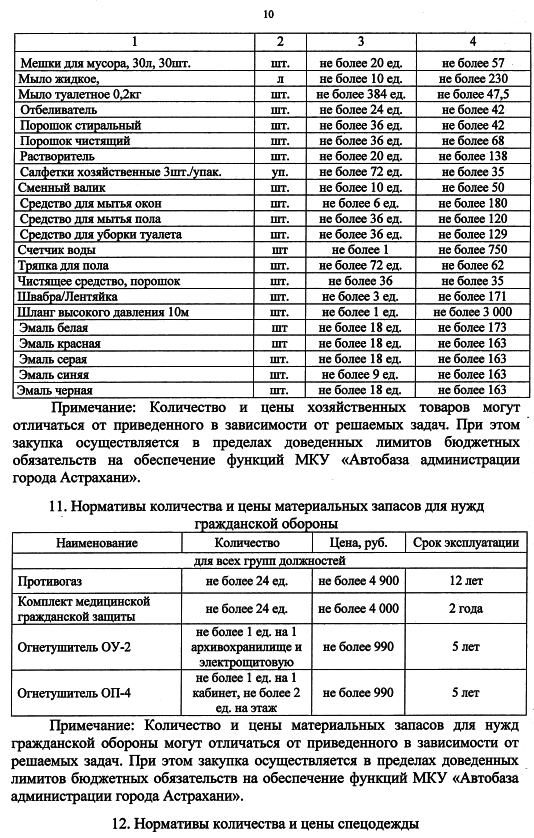 10
1 2 3 4
Мешки для мусора, 30л, 30шт. шт. не более 20 ед. не более 57
Мыло жидкое, л не более 10 ед. не более 230
Мыло туалетное 0,2кг шт. не более 384 ед. не более 47,5
Отбеливатель шт. не более 24 ед. не более 42
Порошок стиральный шт. не более 36 ед. не более 42
Порошок чистящий шт. не более 36 ед. не более 68
Растворитель шт. не более 20 ед. не более 138
Салфетки хозяйственные 3шт./упак. уп. не более 72 ед. не более 35
Сменный валик шт. не более 10 ед. не более 50
Средство для мытья окон шт. не более 6 ед. не более 180
Средство для мытья пола шт. не более 36 ед. не более 120
Средство для уборки туалета шт. не более 36 ед. не более 129
Счетчик воды шт не более 1 не более 750
Тряпка для пола шт. не более 72 ед. не более 62
Чистящее средство, порошок шт. не более 36 не более 35
Швабра/Лентяйка шт. не более 3 ед. не более 171
Шланг высокого давления 10м шт. не более 1 ед. не более 3 000
Эмаль белая шт не более 18 ед. не более 173
Эмаль красная шт не более 18 ед. не более 163
Эмаль серая шт. не более 18 ед. не более 163
Эмаль синяя шт. не более 9 ед. не более 163
Эмаль черная шт. не более 18 ед. не более 163
Примечание: Количество и цены хозяйственных товаров могут
отличаться от приведенного в зависимости от решаемых задач. При этом
закупка осуществляется в пределах доведенных лимитов бюджетных
обязательств на обеспечение функций МКУ «Автобаза администрации
города Астрахани».
11. Нормативы количества и цены материальных запасов для нужд
гражданской обороны
Наименование Количество Цена, руб. Срок эксплуатации
для всех групп должностей
Противогаз не более 24 ед. не более 4 900 12 лет
Комплект медицинской
гражданской защиты не более 24 ед. не более 4 000 2 года
не более 1 ед. на 1
Огнетушитель ОУ-2 архивохранилище и не более 990 5 лет
электрощитовую
не более 1 ед. на 1
Огнетушитель ОП-4 кабинет, не более 2 не более 990 5 лет
ед. на этаж
Примечание: Количество и цены материальных запасов для нужд
гражданской обороны могут отличаться от приведенного в зависимости от
решаемых задач. При этом закупка осуществляется в пределах доведенных
лимитов бюджетных обязательств на обеспечение функций МКУ «Автобаза
администрации города Астрахани».
12. Нормативы количества и цены спецодежды